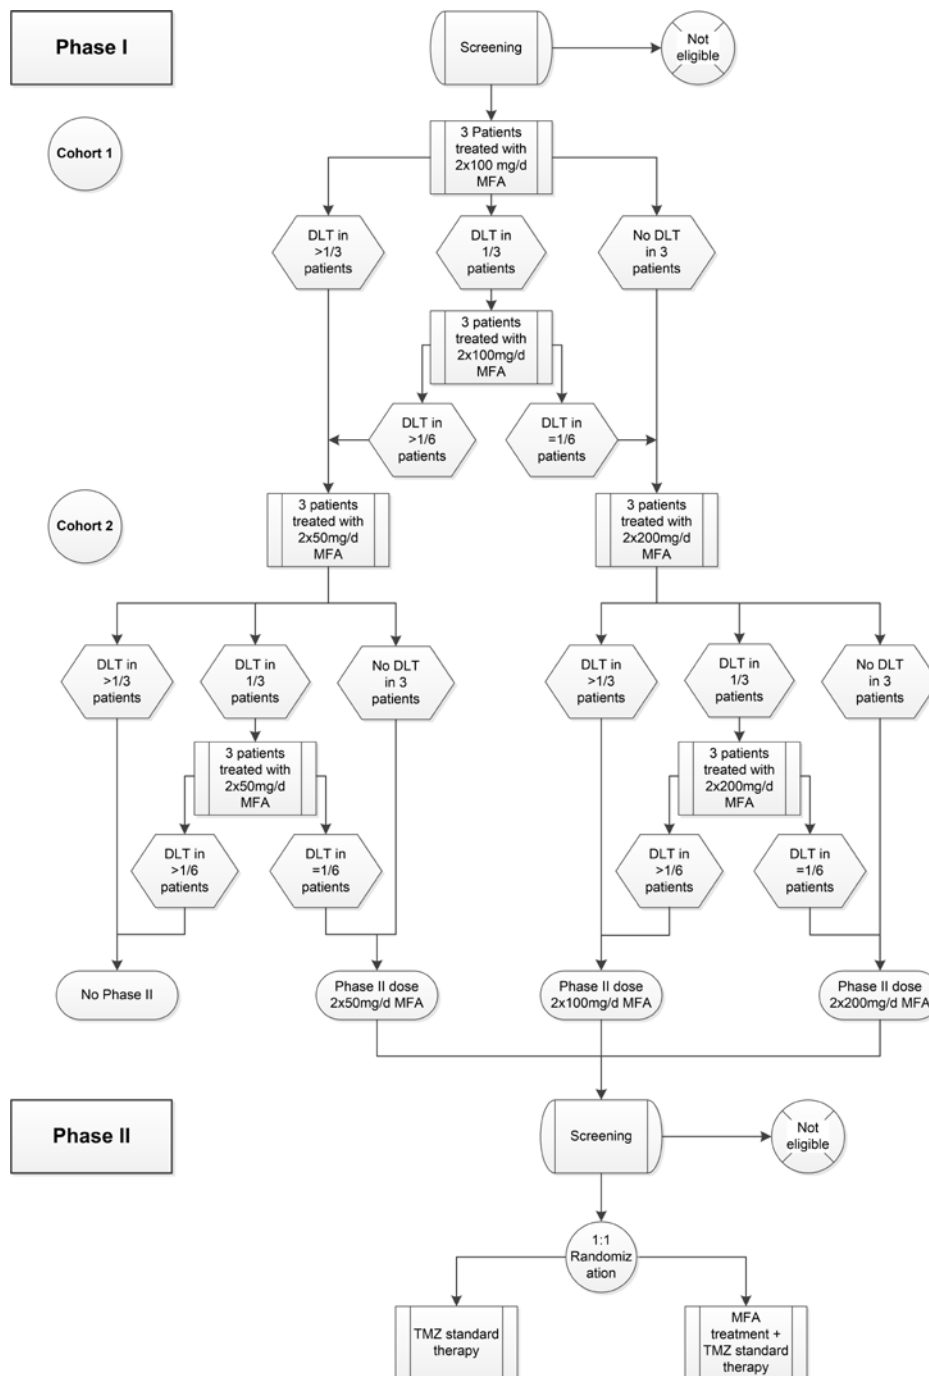 Phase I
Screening
Not
eligible
Cohort 1
3 Patients
treated with
2x100 mg/d
MFA
DLT in
>1/3
patients
DLT in
1/3
patients
No DLT
in 3
patients
3 patients
treated with
2x100mg/d
MFA
DLT in
>1/6
patients
DLT in
=1/6
patients
Cohort 2
3 patients
treated with
2x50mg/d
MFA
3 patients
treated with
2x200mg/d
MFA
DLT in
>1/3
patients
DLT in
1/3
patients
No DLT
in 3
patients
DLT in
>1/3
patients
DLT in
1/3
patients
No DLT
in 3
patients
3 patients
treated with
2x50mg/d
MFA
3 patients
treated with
2x200mg/d
MFA
DLT in
>1/6
patients
DLT in
=1/6
patients
DLT in
>1/6
patients
DLT in
=1/6
patients
No Phase II
Phase II dose
2x50mg/d MFA
Phase II dose
2x100mg/d MFA
Phase II dose
2x200mg/d MFA
Phase II
Screening
Not
eligible
1:1
Randomiz
ation
TMZ standard
therapy
MFA
treatment +
TMZ standard
therapy